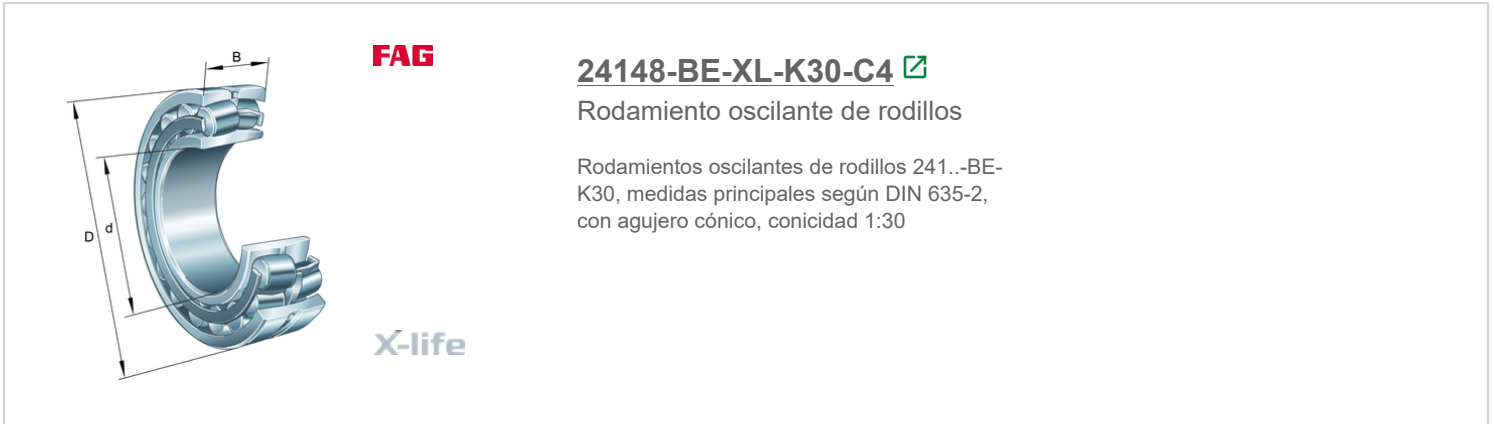 B
FAG
24148-BE-XL-K30-C4
Rodamiento oscilante de rodillos
Rodamientos oscilantes de rodillos 241..-BE-
K30, medidas principales según DIN 635-2,
con agujero cónico, conicidad 1:30
D
d
X-life